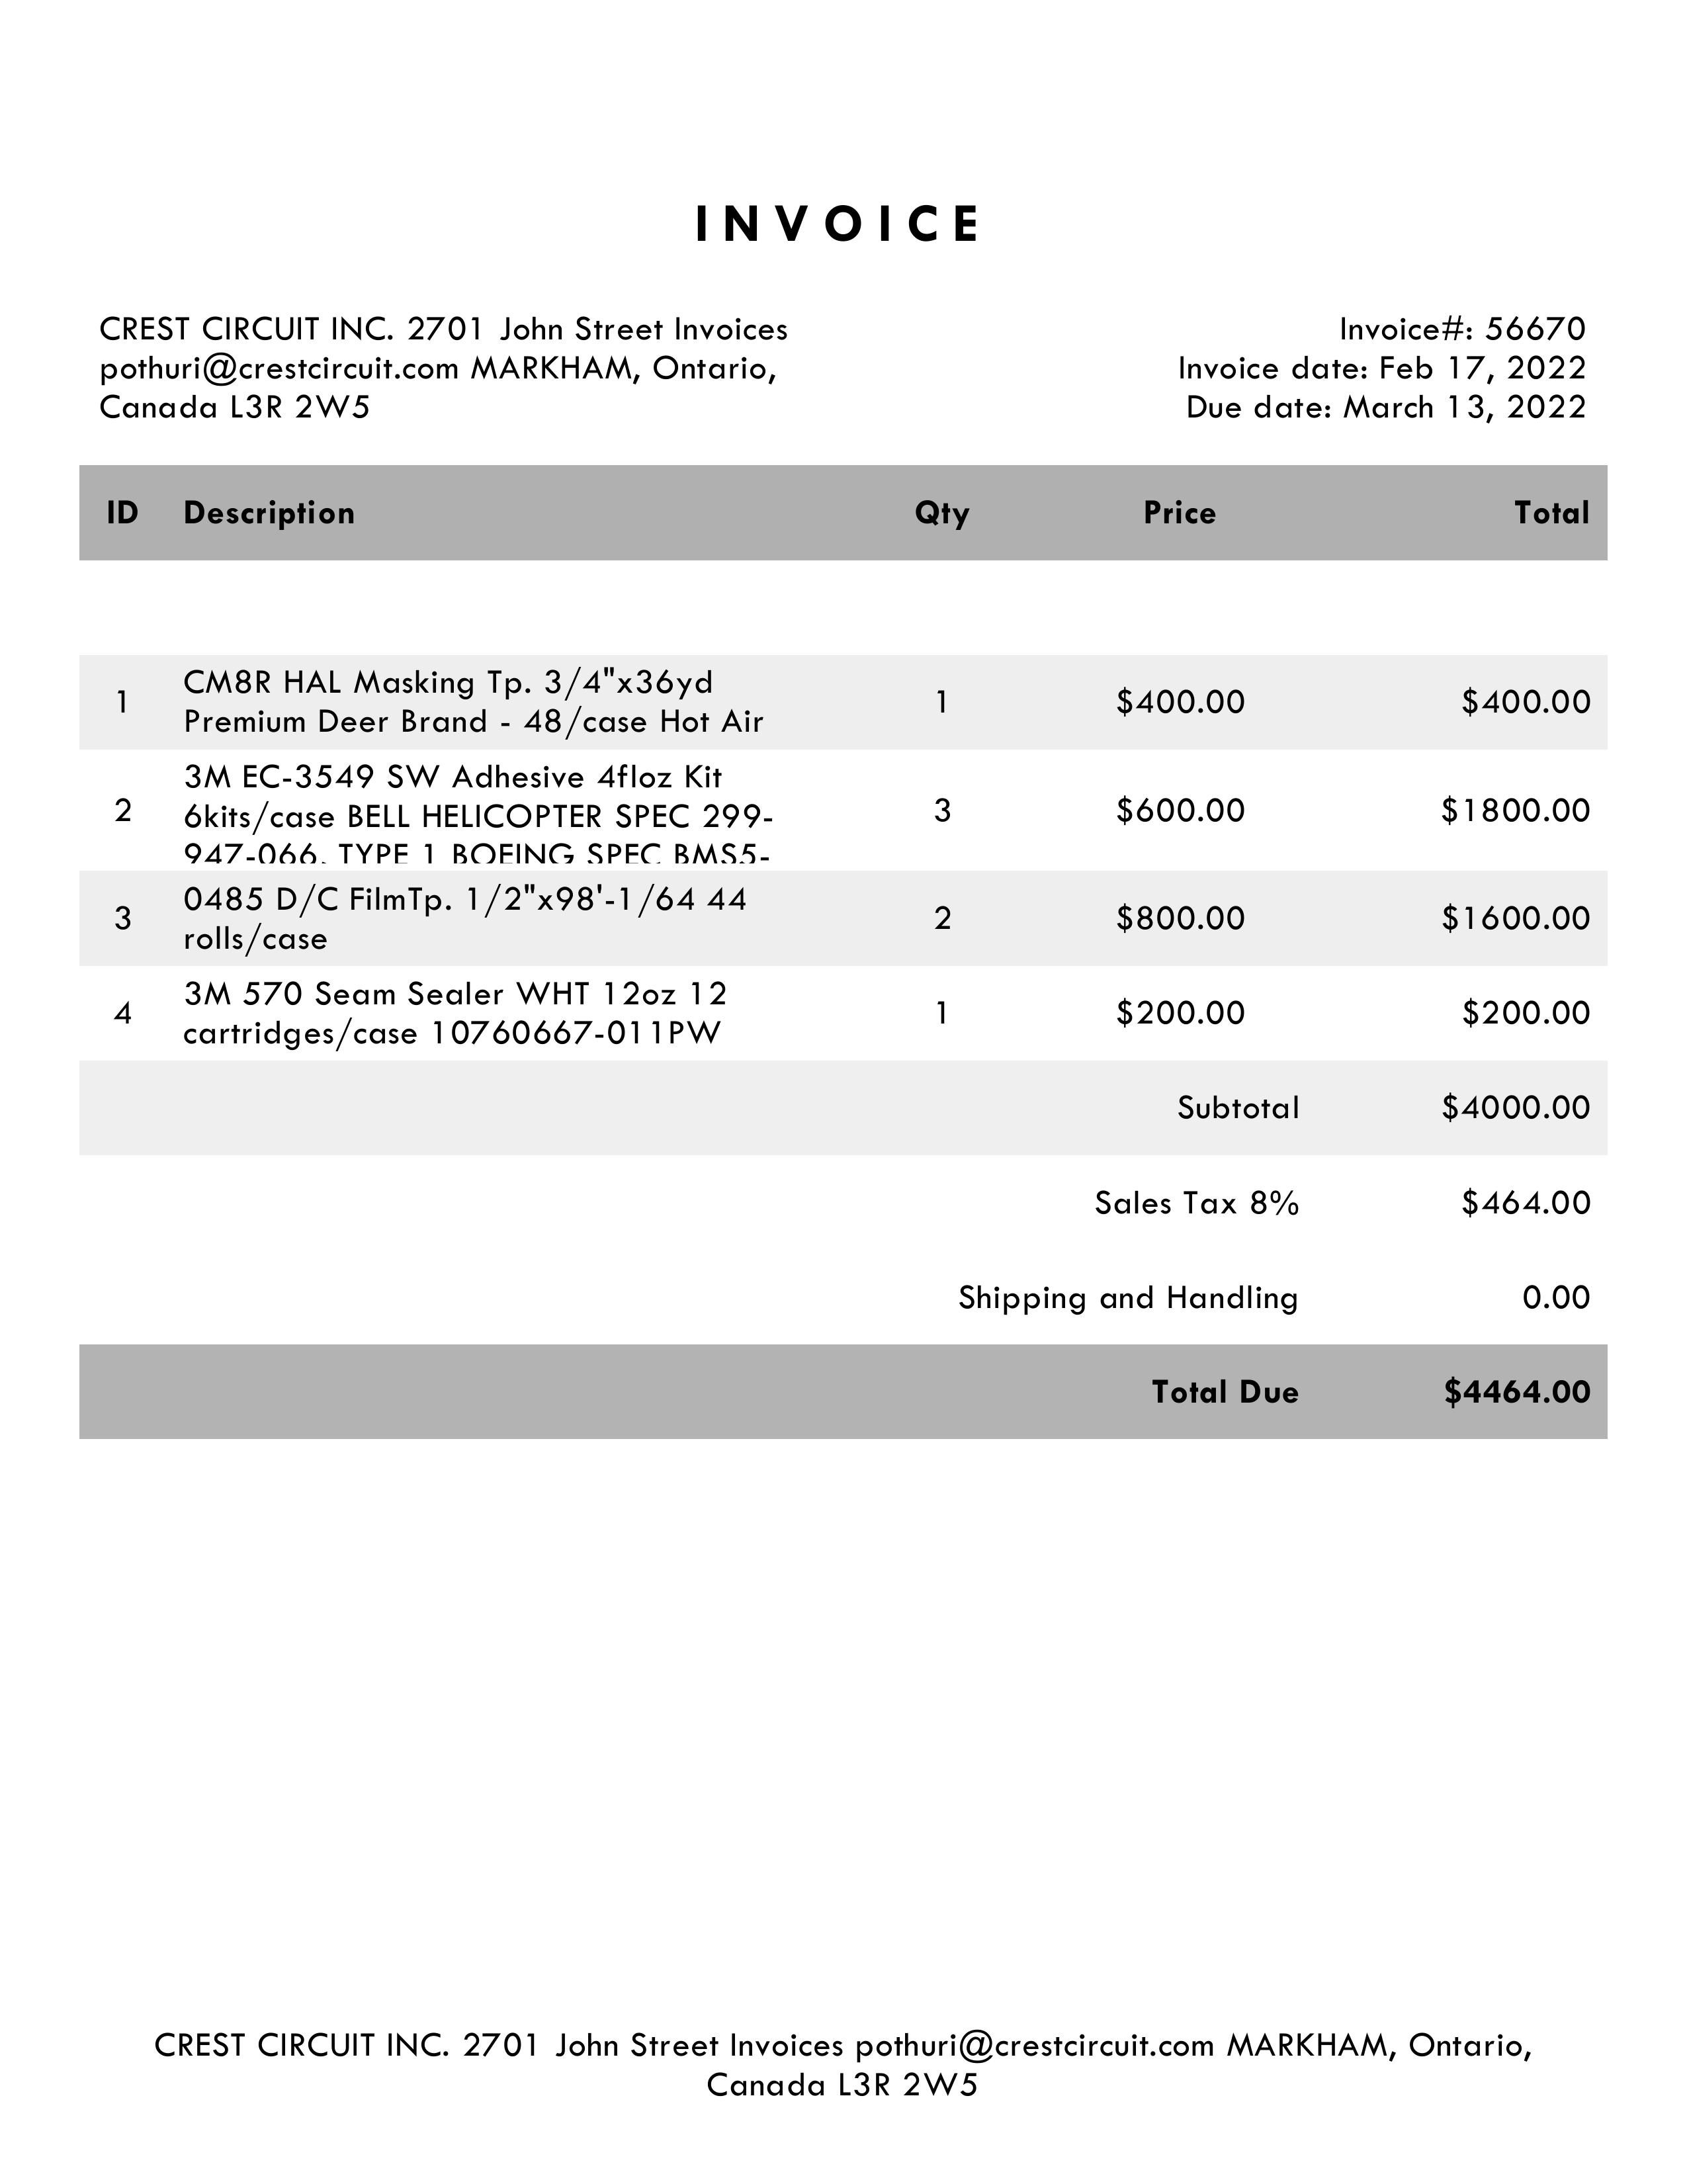 INVOICE
CREST CIRCUIT INC. 2701 John Street Invoices
pothuri@crestcircuit.com MARKHAM, Ontario,
Canada L3R 2W5
Invoice#: 56670
Invoice date: Feb 17, 2022
Due date: March 13, 2022
ID Description Qty Price Total
1 CM8R HAL Masking Tp. 3/4"x36yd
Premium Deer Brand - 48/case Hot Air 1 $400.00 $400.00
2 3M EC-3549 SW Adhesive 4floz Kit
6kits/case BELL HELICOPTER SPEC 299-
947-066, TYPE 1 BOEING SPEC BMS5- 3 $600.00 $1800.00
3 0485 D/C FilmTp. 1/2"x98'-1/64 44
rolls/case 2 $800.00 $1600.00
4 3M 570 Seam Sealer WHT 12oz 12
cartridges/case 10760667-011PW 1 $200.00 $200.00
Subtotal $4000.00
Sales Tax 8% $464.00
Shipping and Handling 0.00
Total Due $4464.00
CREST CIRCUIT INC. 2701 John Street Invoices pothuri@crestcircuit.com MARKHAM, Ontario,
Canada L3R 2W5